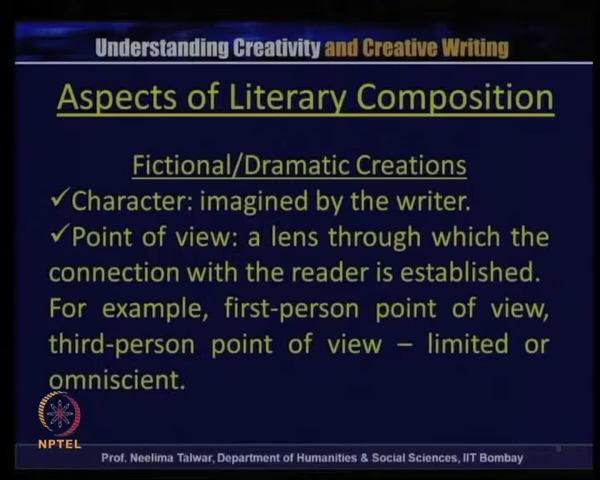 Understanding Creativity and Creative Writing
Aspects of Literary Composition
Fictional/Dramatic Creations
✓Character: imagined by the writer.
✓Point of view: a lens through which the
connection with the reader is established.
For example, first-person point of view,
third-person point of view – limited or
omniscient.
NPTEL
Prof. Neelima Talwar, Department of Humanities & Social Sciences, IIT Bombay